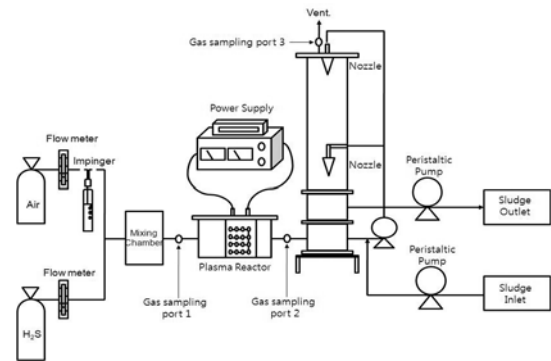 Vent.
Gas sampling
port 3
Nozzle
Power Supply
Flow meter
Impinger
Nozzle
Peristaltic
Pump
Air
Sludge
Outlet
Mixing
Chamber
Plasma Reactor
Peristaltic
Pump
Flow meter
Gas sampling
port 1
Gas sampling
port 2
Sludge
Inlet
H₂S